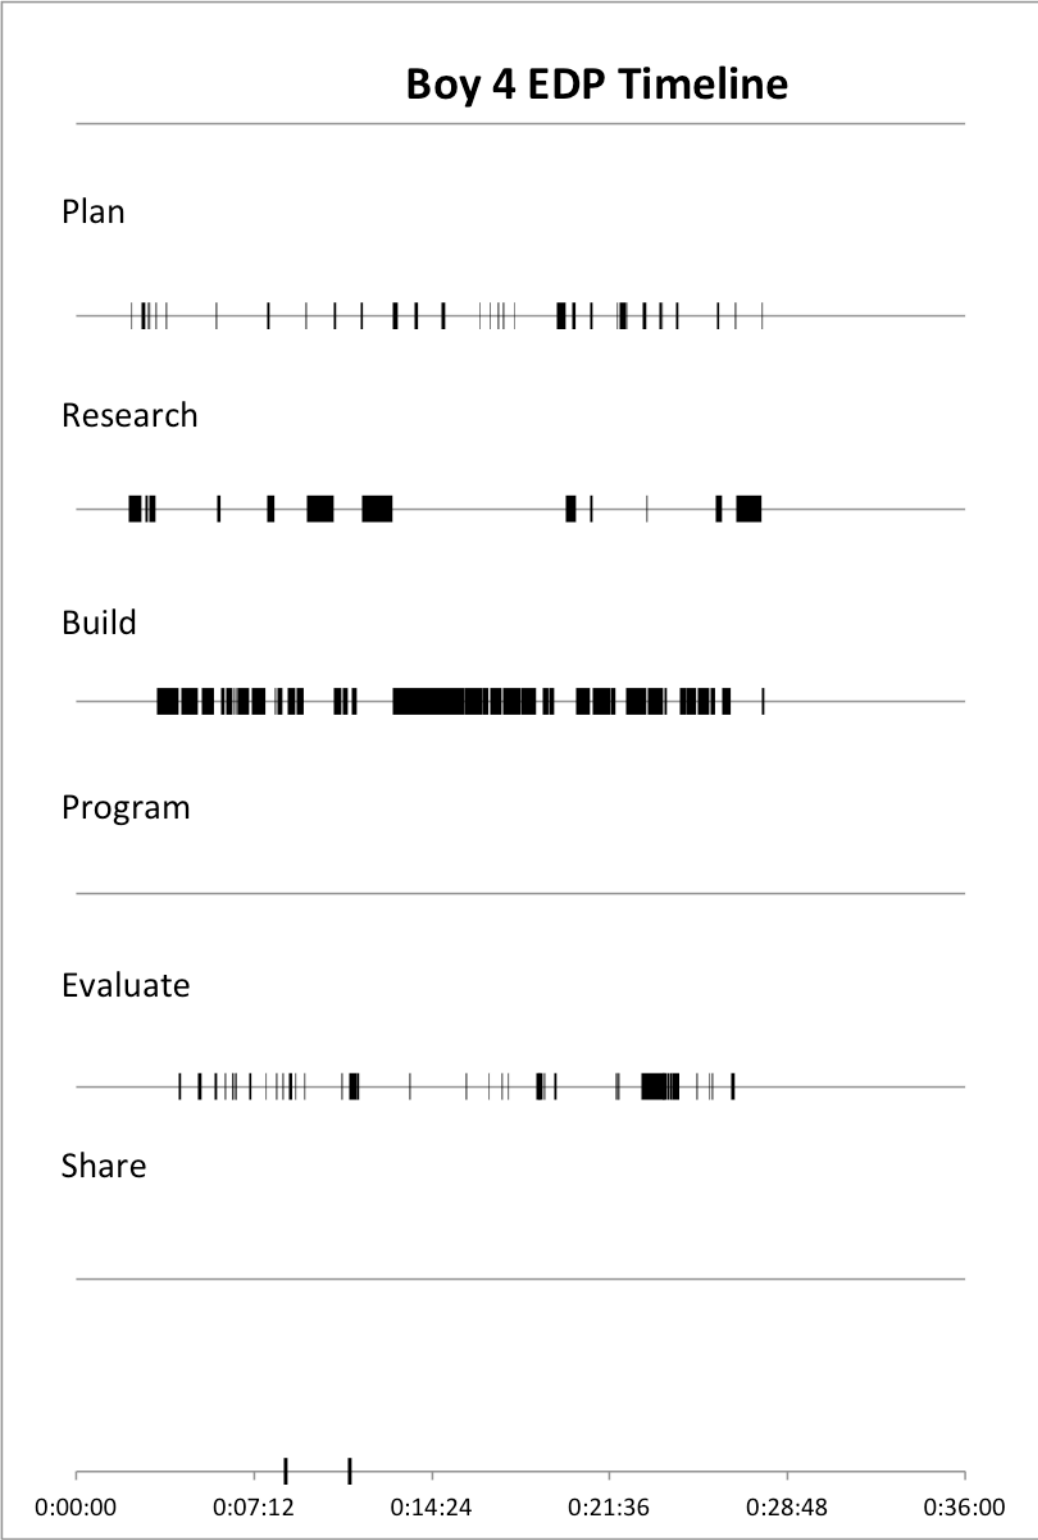 Boy 4 EDP Timeline
Plan
Research
Build
Program
Evaluate
Share
0:00:00 0:07:12 0:14:24 0:21:36 0:28:48 0:36:00